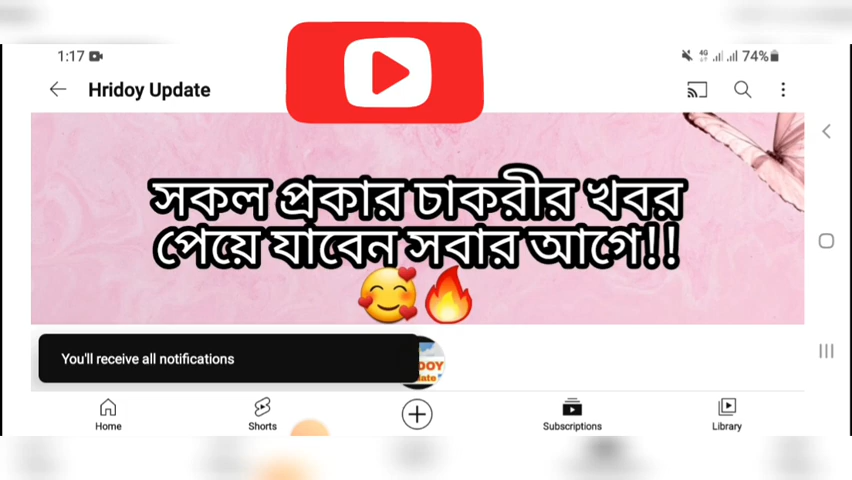 1:17
4G
74%
Hridoy Update
সকল প্রকার চাকরীর খবর
পেয়ে যাবেন সবার আগে!!
You'll receive all notifications
Home
Shorts
Subscriptions
Library